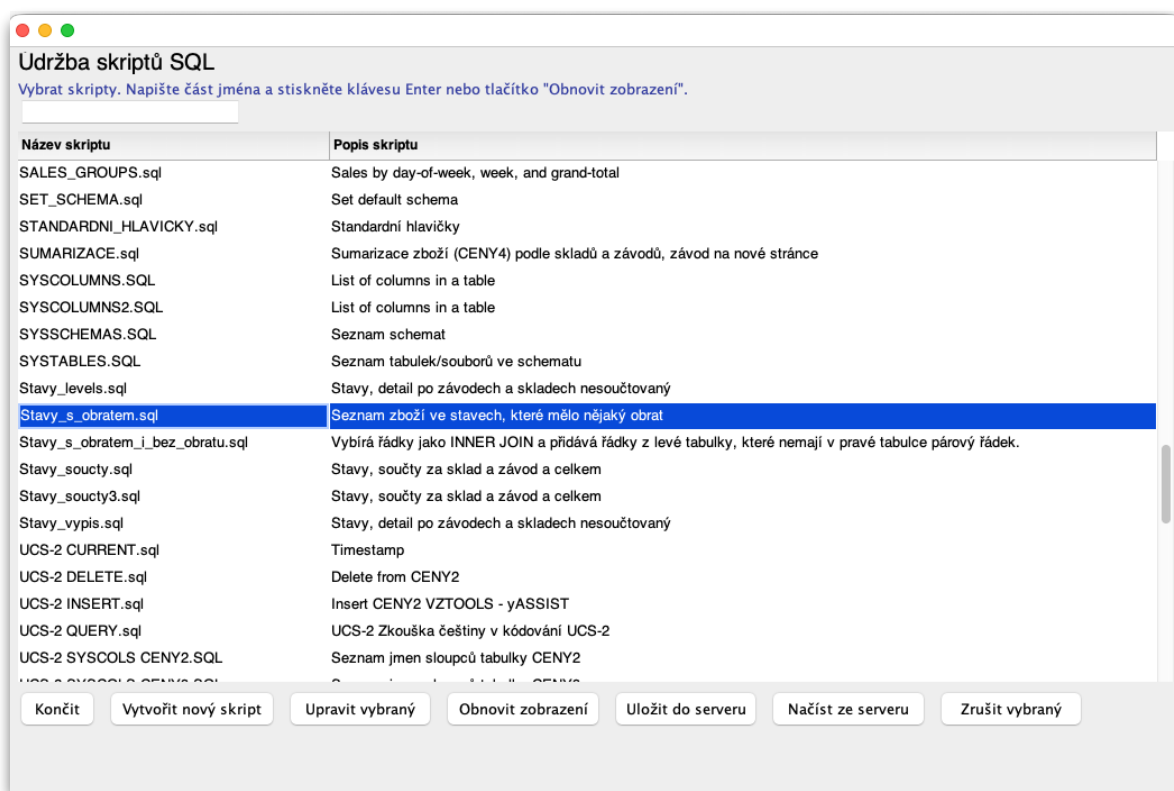 Údržba skriptů SQL
Vybrat skripty. Napište část jména a stiskněte klávesu Enter nebo tlačítko "Obnovit zobrazení".
Název skriptu Popis skriptu
SALES_GROUPS.sql Sales by day-of-week, week, and grand-total
SET_SCHEMA.sql Set default schema
STANDARDNI_HLAVICKY.sql Standardní hlavičky
SUMARIZACE.sql Sumarizace zboží (CENY4) podle skladů a závodů, závod na nové stránce
SYSCOLUMNS.SQL List of columns in a table
SYSCOLUMNS2.SQL List of columns in a table
SYSSCHEMAS.SQL Seznam schemat
SYSTABLES.SQL Seznam tabulek/souborů ve schematu
Stavy_levels.sql Stavy, detail po závodech a skladech nesoučtovaný
Stavy_s_obratem.sql Seznam zboží ve stavech, které mělo nějaký obrat
Stavy_s_obratem_i_bez_obratu.sql Vybírá řádky jako INNER JOIN a přidává řádky z levé tabulky, které nemají v pravé tabulce párový řádek.
Stavy_soucty.sql Stavy, součty za sklad a závod a celkem
Stavy_soucty3.sql Stavy, součty za sklad a závod a celkem
Stavy_vypis.sql Stavy, detail po závodech a skladech nesoučtovaný
UCS-2 CURRENT.sql Timestamp
UCS-2 DELETE.sql Delete from CENY2
UCS-2 INSERT.sql Insert CENY2 VZTOOLS - yASSIST
UCS-2 QUERY.sql UCS-2 Zkouška češtiny v kódování UCS-2
UCS-2 SYSCOLS CENY2.SQL Seznam jmen sloupců tabulky CENY2
Končit Vytvořit nový skript Upravit vybraný Obnovit zobrazení Uložit do serveru Načíst ze serveru Zrušit vybraný